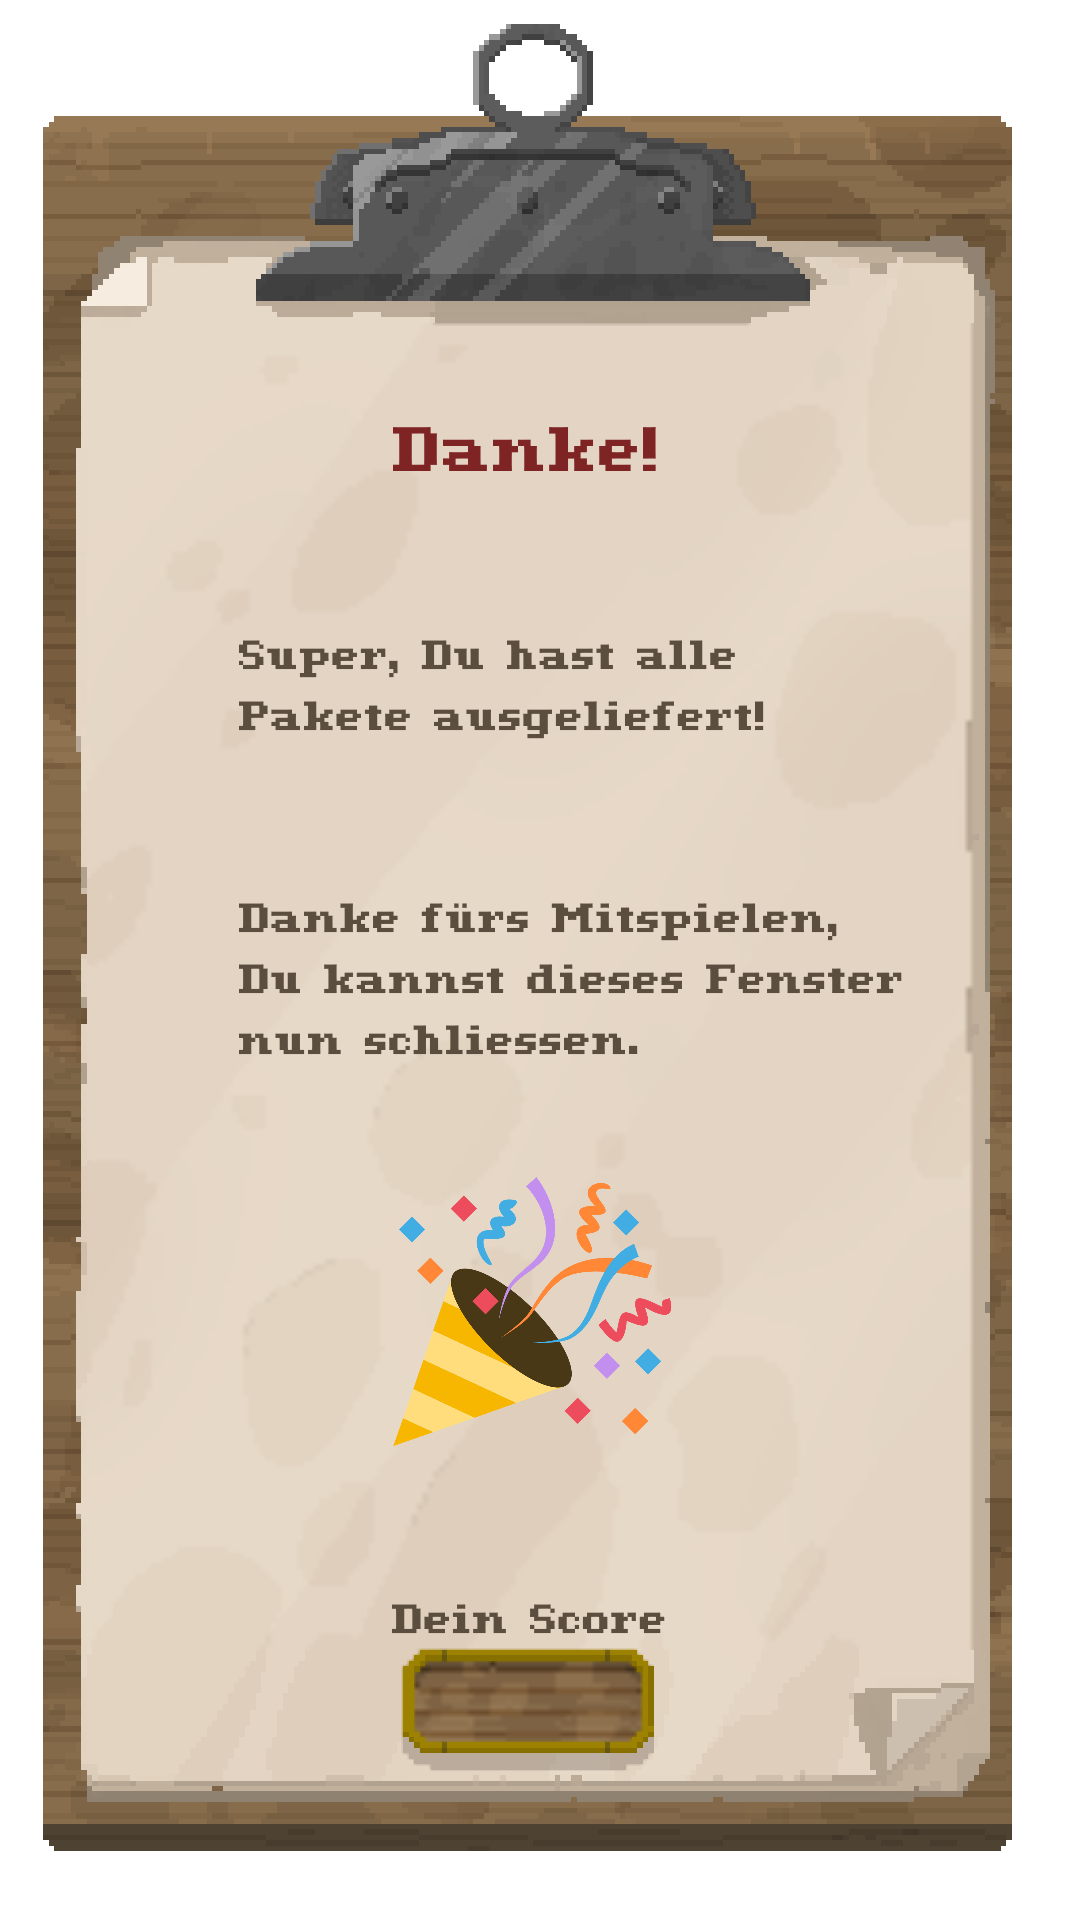 Danke!
Super, Du hast alle
Pakete ausgeliefert!
Danke fürs Mitspielen,
Du kannst dieses Fenster
nun schliessen.
Dein Score